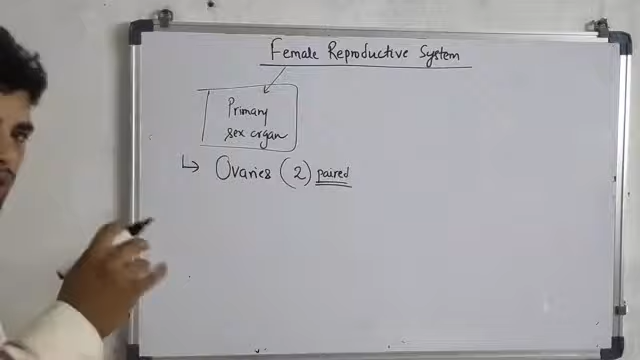 Female Reproductive System
Primary
sex organ
Ovaries (2) paired